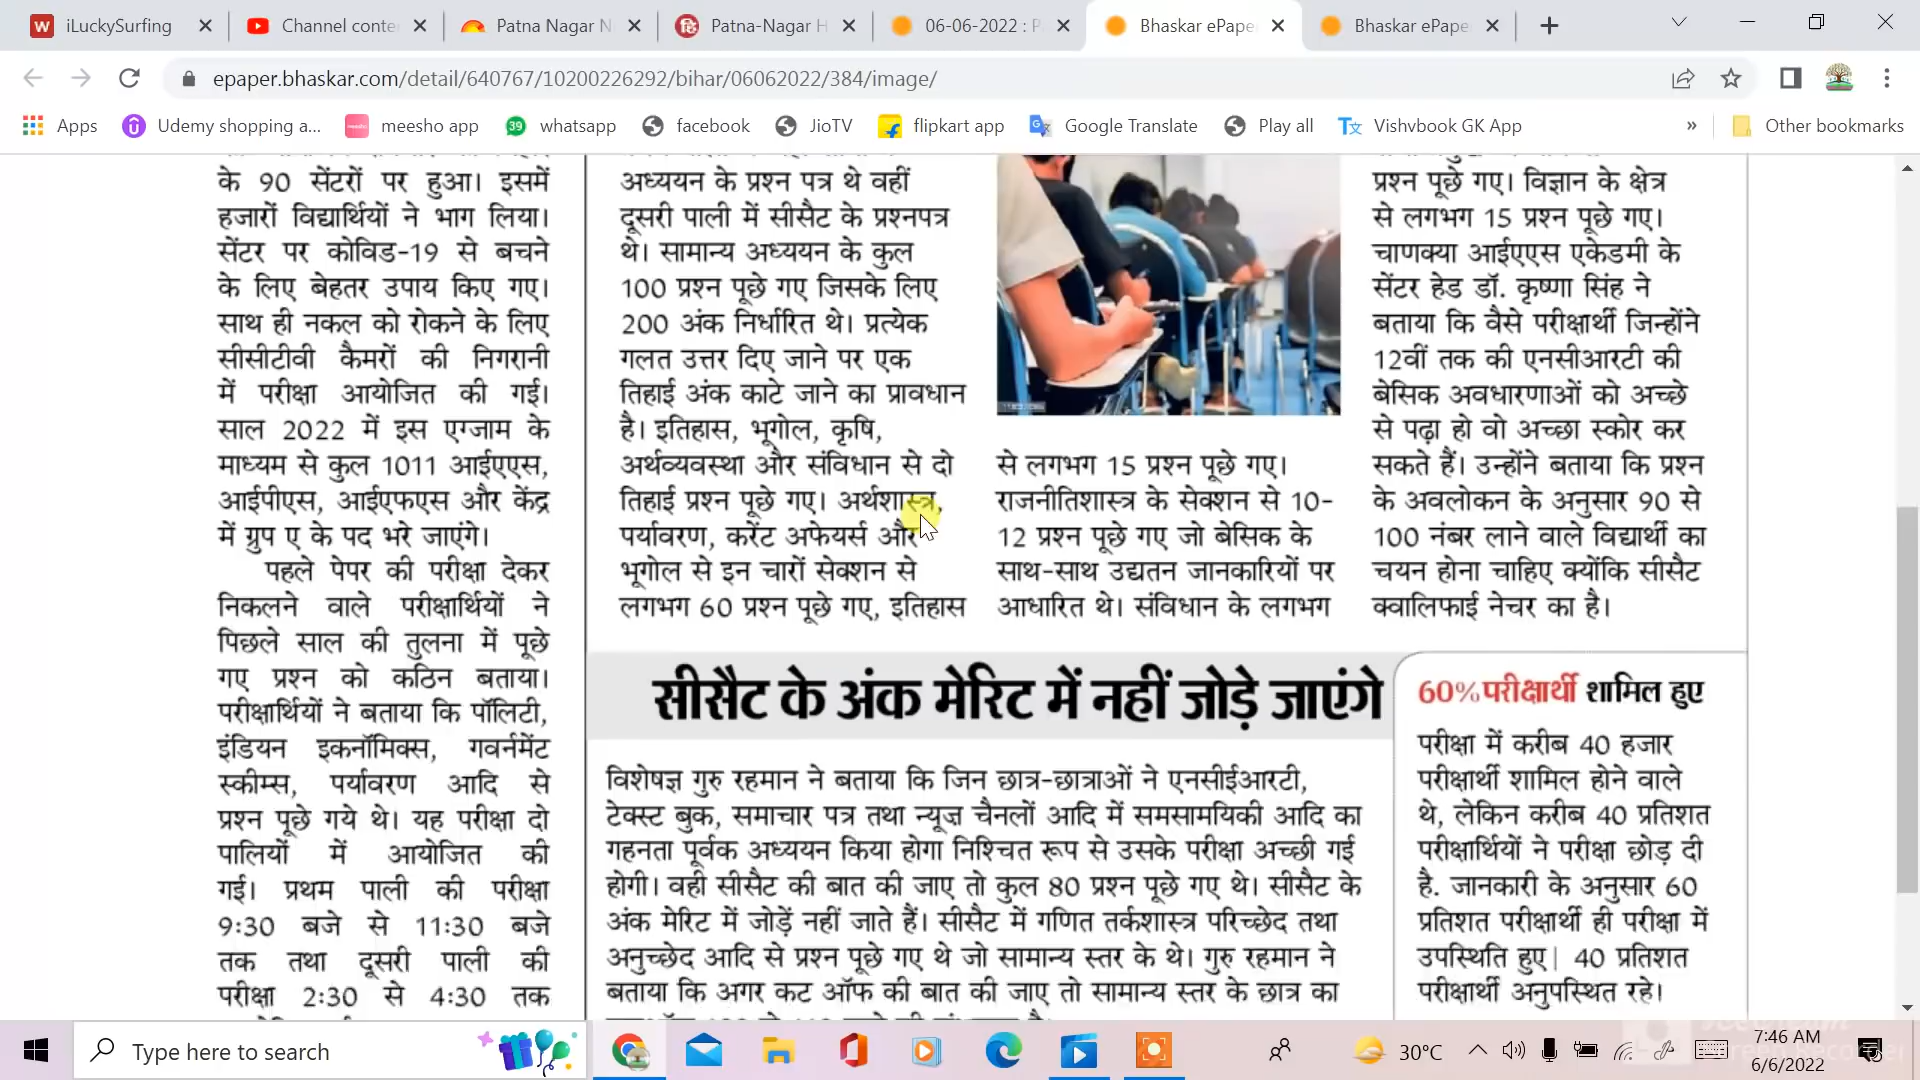 iLuckySurfing
Channel conte
Patna Nagar N
Patna-Nagar H
06-06-2022 : P
Bhaskar ePape
Bhaskar ePape
epaper.bhaskar.com/detail/640767/10200226292/bihar/06062022/384/image/
Apps
Udemy shopping a...
meesho app
39
whatsapp
facebook
JioTV
flipkart app
Google Translate
Play all
Vishvbook GK App
»
Other bookmarks
के 90 सेंटरों पर हुआ। इसमें
हजारों विद्यार्थियों ने भाग लिया।
सेंटर पर कोविड-19 से बचने
के लिए बेहतर उपाय किए गए।
साथ ही नकल को रोकने के लिए
सीसीटीवी कैमरों की निगरानी
में परीक्षा आयोजित की गई।
साल 2022 में इस एग्जाम के
माध्यम से कुल 1011 आईएएस,
आईपीएस, आईएफएस और केंद्र
में ग्रुप ए के पद भरे जाएंगे।
पहले पेपर की परीक्षा देकर
निकलने वाले परीक्षार्थियों ने
पिछले साल की तुलना में पूछे
गए प्रश्न को कठिन बताया।
परीक्षार्थियों ने बताया कि पॉलिटी,
इंडियन इकनॉमिक्स, गवर्नमेंट
स्कीम्स, पर्यावरण आदि से
प्रश्न पूछे गये थे। यह परीक्षा दो
पालियों में आयोजित की
गई। प्रथम पाली की परीक्षा
9:30 बजे से 11:30 बजे
तक तथा दूसरी पाली की
परीक्षा 2:30 से 4:30 तक
अध्ययन के प्रश्न पत्र थे वहीं
दूसरी पाली में सीसैट के प्रश्नपत्र
थे। सामान्य अध्ययन के कुल
100 प्रश्न पूछे गए जिसके लिए
200 अंक निर्धारित थे। प्रत्येक
गलत उत्तर दिए जाने पर एक
तिहाई अंक काटे जाने का प्रावधान
है। इतिहास, भूगोल, कृषि,
अर्थव्यवस्था और संविधान से दो
तिहाई प्रश्न पूछे गए। अर्थशास्त्र,
पर्यावरण, करेंट अफेयर्स और
भूगोल से इन चारों सेक्शन से
लगभग 60 प्रश्न पूछे गए, इतिहास
से लगभग 15 प्रश्न पूछे गए।
राजनीतिशास्त्र के सेक्शन से 10-
12 प्रश्न पूछे गए जो बेसिक के
साथ-साथ उद्यतन जानकारियों पर
आधारित थे। संविधान के लगभग
प्रश्न पूछे गए। विज्ञान के क्षेत्र
से लगभग 15 प्रश्न पूछे गए।
चाणक्या आईएएस एकेडमी के
सेंटर हेड डॉ. कृष्णा सिंह ने
बताया कि वैसे परीक्षार्थी जिन्होंने
12वीं तक की एनसीआरटी की
बेसिक अवधारणाओं को अच्छे
से पढ़ा हो वो अच्छा स्कोर कर
सकते हैं। उन्होंने बताया कि प्रश्न
के अवलोकन के अनुसार 90 से
100 नंबर लाने वाले विद्यार्थी का
चयन होना चाहिए क्योंकि सीसैट
क्वालिफाई नेचर का है।
सीसैट के अंक मेरिट में नहीं जोड़े जाएंगे
विशेषज्ञ गुरु रहमान ने बताया कि जिन छात्र-छात्राओं ने एनसीईआरटी,
टेक्स्ट बुक, समाचार पत्र तथा न्यूज़ चैनलों आदि में समसामयिकी आदि का
गहनता पूर्वक अध्ययन किया होगा निश्चित रूप से उसके परीक्षा अच्छी गई
होगी। वही सीसैट की बात की जाए तो कुल 80 प्रश्न पूछे गए थे। सीसैट के
अंक मेरिट में जोड़ें नहीं जाते हैं। सीसैट में गणित तर्कशास्त्र परिच्छेद तथा
अनुच्छेद आदि से प्रश्न पूछे गए थे जो सामान्य स्तर के थे। गुरु रहमान ने
बताया कि अगर कट ऑफ की बात की जाए तो सामान्य स्तर के छात्र का
60% परीक्षार्थी शामिल हुए
परीक्षा में करीब 40 हजार
परीक्षार्थी शामिल होने वाले
थे, लेकिन करीब 40 प्रतिशत
परीक्षार्थियों ने परीक्षा छोड़ दी
है. जानकारी के अनुसार 60
प्रतिशत परीक्षार्थी ही परीक्षा में
उपस्थिति हुए| 40 प्रतिशत
परीक्षार्थी अनुपस्थित रहे।
Type here to search
30°C
7:46 AM
6/6/2022